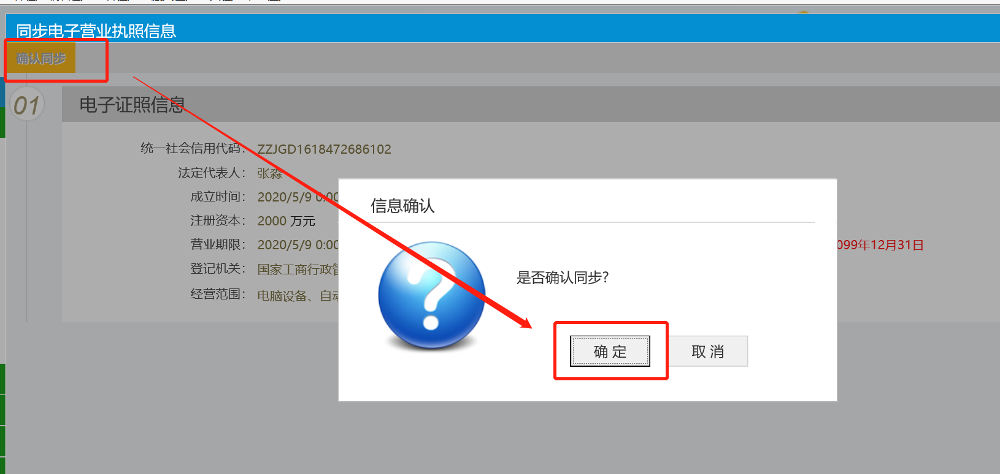 同步电子营业执照信息
确认同步
01
电子证照信息
统一社会信用代码： ZZJGD1618472686102
法定代表人： 张淼
成立时间： 2020/5/9 0:00
注册资本： 2000 万元
营业期限： 2020/5/9 0:00
099年12月31日
登记机关： 国家工商行政管
经营范围： 电脑设备、自动
信息确认
是否确认同步?
确 定
取 消